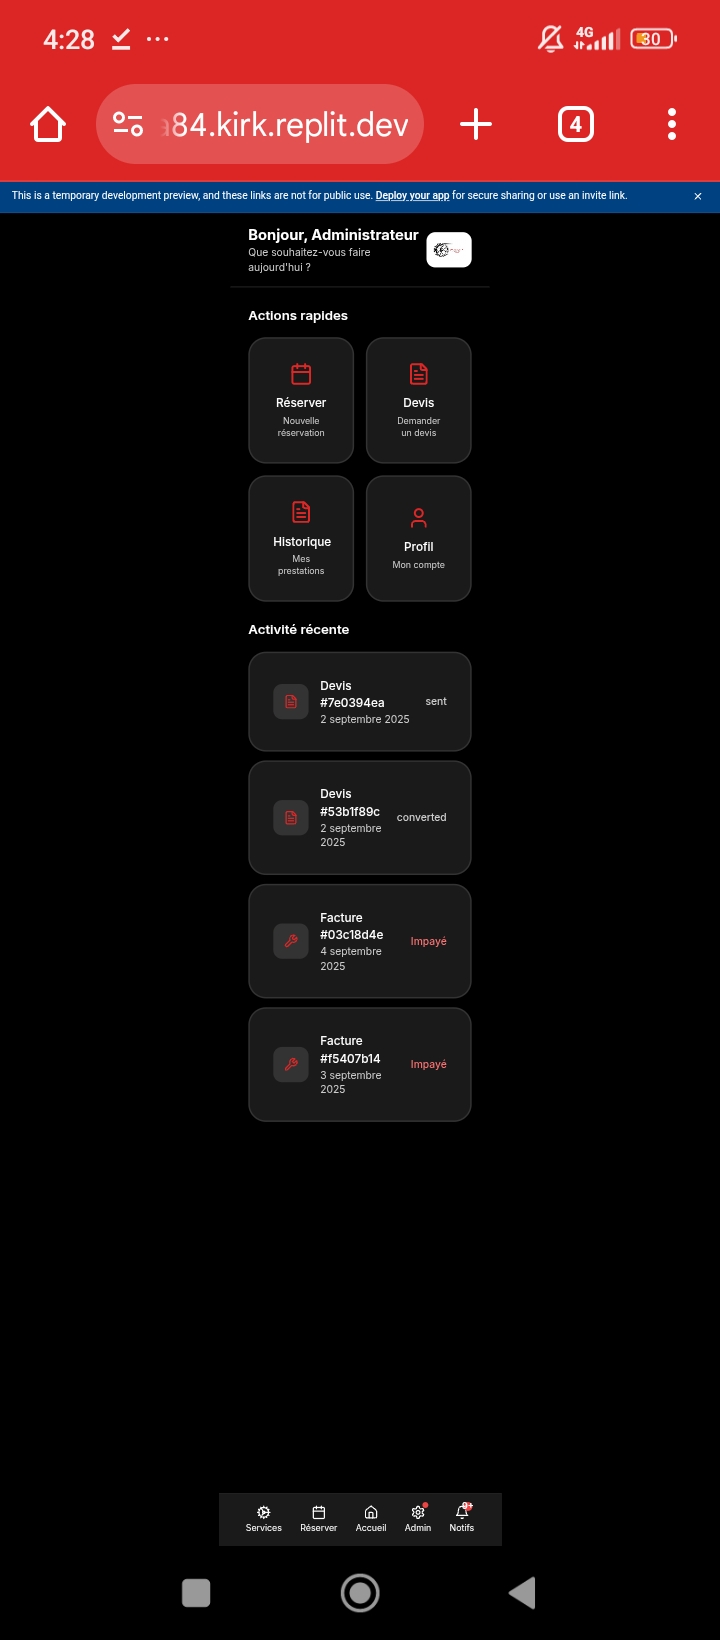 4:28
4G
30
a84.kirk.replit.dev
4
This is a temporary development preview, and these links are not for public use. Deploy your app for secure sharing or use an invite link.
Bonjour, Administrateur
Que souhaitez-vous faire
aujourd'hui ?
Actions rapides
Réserver
Nouvelle
réservation
Devis
Demander
un devis
Historique
Mes
prestations
Profil
Mon compte
Activité récente
Devis
#7e0394ea
2 septembre 2025
sent
Devis
#53b1f89c
2 septembre
2025
converted
Facture
#03c18d4e
4 septembre
2025
Impayé
Facture
#f5407b14
3 septembre
2025
Impayé
Services
Réserver
Accueil
Admin
9+
Notifs